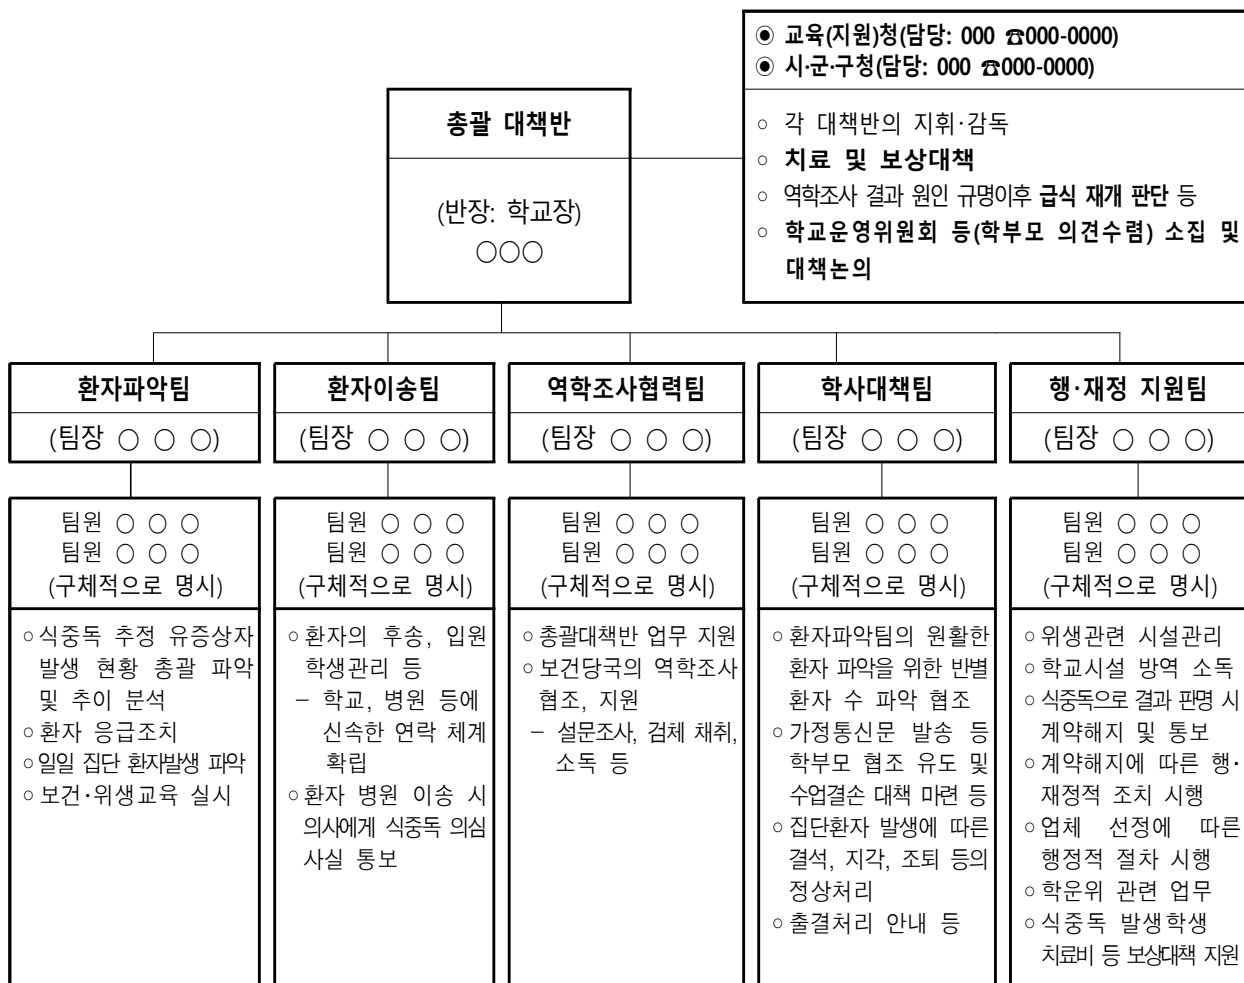 ◉ 교육(지원)청(담당: 000 ☎000-0000)
◉ 시·군·구청(담당: 000 ☎000-0000)
총괄 대책반
(반장: 학교장)
○○○
○ 각 대책반의 지휘·감독
○ 치료 및 보상대책
○ 역학조사 결과 원인 규명이후 급식 재개 판단 등
○ 학교운영위원회 등(학부모 의견수렴) 소집 및
대책논의
환자파악팀
(팀장 ○ ○ ○)
팀원 ○ ○ ○
팀원 ○ ○ ○
(구체적으로 명시)
○ 식중독 추정 유증상자
발생 현황 총괄 파악
및 추이 분석
○ 환자 응급조치
○ 일일 집단 환자발생 파악
○ 보건·위생교육 실시
환자이송팀
(팀장 ○ ○ ○)
팀원 ○ ○ ○
팀원 ○ ○ ○
(구체적으로 명시)
○ 환자의 후송, 입원
학생관리 등
– 학교, 병원 등에
신속한 연락 체계
확립
○ 환자 병원 이송 시
의사에게 식중독 의심
사실 통보
역학조사협력팀
(팀장 ○ ○ ○)
팀원 ○ ○ ○
팀원 ○ ○ ○
(구체적으로 명시)
○ 총괄대책반 업무 지원
○ 보건당국의 역학조사
협조, 지원
– 설문조사, 검체 채취,
소독 등
학사대책팀
(팀장 ○ ○ ○)
팀원 ○ ○ ○
팀원 ○ ○ ○
(구체적으로 명시)
○ 환자파악팀의 원활한
환자 파악을 위한 반별
환자 수 파악 협조
○ 가정통신문 발송 등
학부모 협조 유도 및
수업결손 대책 마련 등
○ 집단환자 발생에 따른
결석, 지각, 조퇴 등의
정상처리
○ 출결처리 안내 등
행·재정 지원팀
(팀장 ○ ○ ○)
팀원 ○ ○ ○
팀원 ○ ○ ○
(구체적으로 명시)
○ 위생관련 시설관리
○ 학교시설 방역 소독
○ 식중독으로 결과 판명 시
계약해지 및 통보
○ 계약해지에 따른 행·
재정적 조치 시행
○ 업체 선정에 따른
행정적 절차 시행
○ 학운위 관련 업무
○ 식중독 발생학생
치료비 등 보상대책 지원